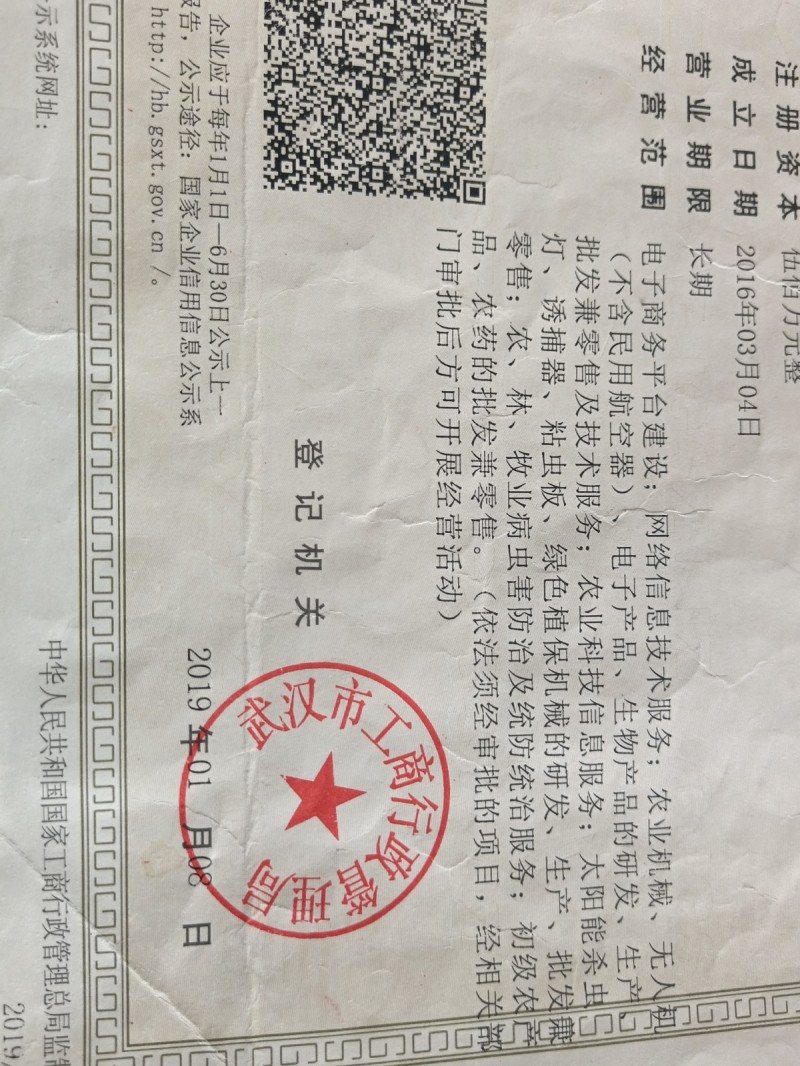 注册资本 伍佰万元整
成立日期 2016年03月04日
营业期限 长期
经营范围 电子商务平台建设；网络信息技术服务；农业机械、无人机
（不含民用航空器）、电子产品、生物产品的研发、生产、
批发兼零售及技术服务；农业科技信息服务；太阳能杀虫
灯、诱捕器、粘虫板、绿色植保机械的研发、生产、批发兼
零售；农、林、牧业病虫害防治及统防统治服务；初级农产
品、农药的批发兼零售。（依法须经审批的项目，经相关部
门审批后方可开展经营活动）
登记机关
武汉市工商行政管理局
2019年01月08日
企业应于每年1月1日—6月30日公示上一
报告，公示途径：国家企业信用信息公示系
http://hb.gsxt.gov.cn/。
示系统网址：
中华人民共和国国家工商行政管理总局监制
2019